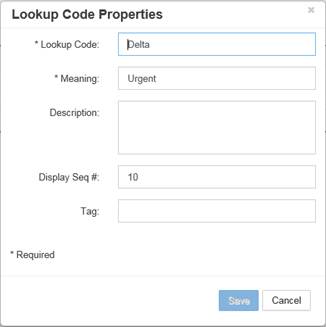 Lookup Code Properties
* Lookup Code: Delta
* Meaning: Urgent
Description:
Display Seq #: 10
Tag:
* Required
Save Cancel